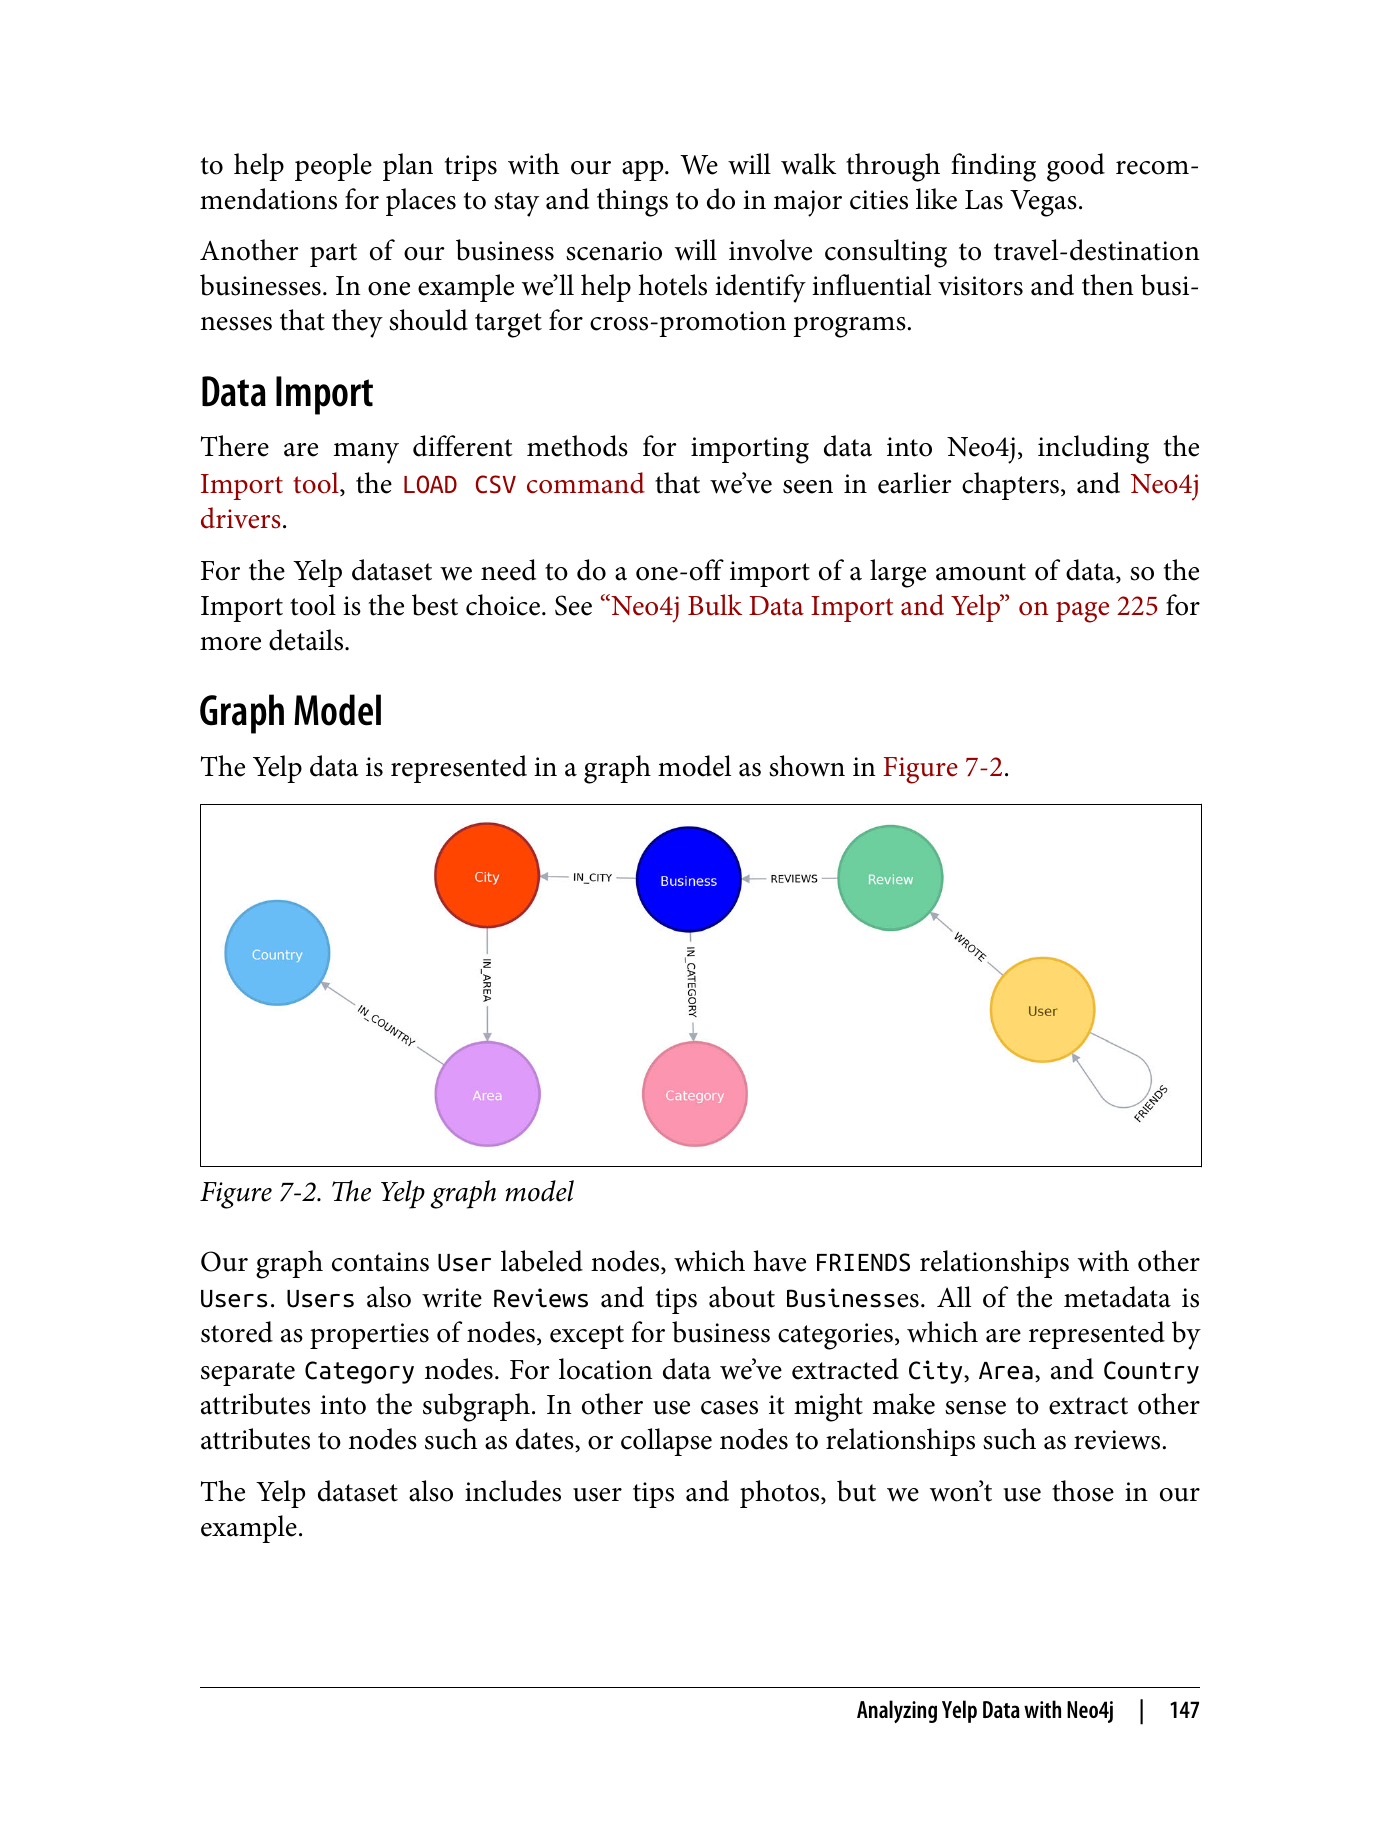 to help people plan trips with our app. We will walk through finding good recom-
mendations for places to stay and things to do in major cities like Las Vegas.
Another part of our business scenario will involve consulting to travel-destination
businesses. In one example we’ll help hotels identify influential visitors and then busi-
nesses that they should target for cross-promotion programs.
Data Import
There are many different methods for importing data into Neo4j, including the
Import tool, the LOAD CSV command that we’ve seen in earlier chapters, and Neo4j
drivers.
For the Yelp dataset we need to do a one-off import of a large amount of data, so the
Import tool is the best choice. See “Neo4j Bulk Data Import and Yelp” on page 225 for
more details.
Graph Model
The Yelp data is represented in a graph model as shown in Figure 7-2.
City
IN_CITY
Business
REVIEWS
Review
WROTE
Country
IN_AREA
IN_CATEGORY
User
IN_COUNTRY
Area
Category
FRIENDS
Figure 7-2. The Yelp graph model
Our graph contains User labeled nodes, which have FRIENDS relationships with other
Users. Users also write Reviews and tips about Businesses. All of the metadata is
stored as properties of nodes, except for business categories, which are represented by
separate Category nodes. For location data we’ve extracted City, Area, and Country
attributes into the subgraph. In other use cases it might make sense to extract other
attributes to nodes such as dates, or collapse nodes to relationships such as reviews.
The Yelp dataset also includes user tips and photos, but we won’t use those in our
example.
Analyzing Yelp Data with Neo4j | 147